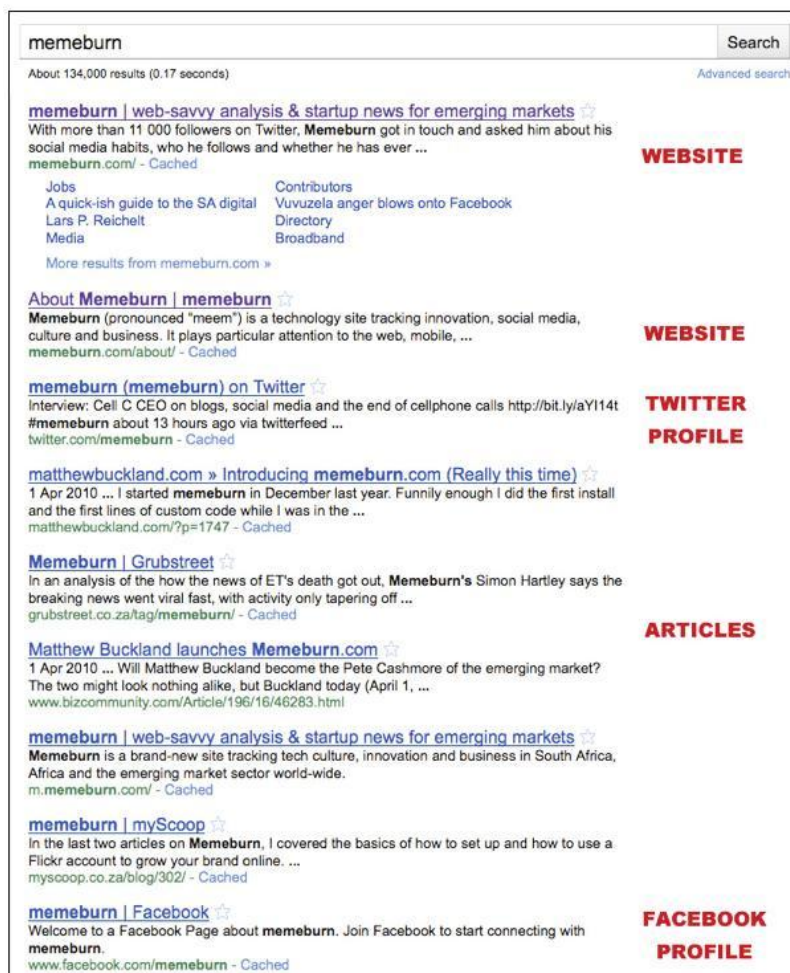 memeburn Search
About 134,000 results (0.17 seconds) Advanced search
memeburn | web-savvy analysis & startup news for emerging markets
With more than 11 000 followers on Twitter, Memeburn got in touch and asked him about his
social media habits, who he follows and whether he has ever ...
memeburn.com/ - Cached
WEBSITE
Jobs Contributors
A quick-ish guide to the SA digital Vuvuzela anger blows onto Facebook
Lars P. Reichelt Directory
Media Broadband
More results from memeburn.com »
About Memeburn | memeburn
Memeburn (pronounced "meem") is a technology site tracking innovation, social media,
culture and business. It plays particular attention to the web, mobile, ...
memeburn.com/about/ - Cached
WEBSITE
memeburn (memeburn) on Twitter
Interview: Cell C CEO on blogs, social media and the end of cellphone calls http://bit.ly/aYI14t
#memeburn about 13 hours ago via twitterfeed ...
twitter.com/memeburn - Cached
TWITTER
PROFILE
matthewbuckland.com » Introducing memeburn.com (Really this time)
1 Apr 2010 ... I started memeburn in December last year. Funnily enough I did the first install
and the first lines of custom code while I was in the ...
matthewbuckland.com/?p=1747 - Cached
Memeburn | Grubstreet
In an analysis of the how the news of ET's death got out, Memeburn's Simon Hartley says the
breaking news went viral fast, with activity only tapering off ...
grubstreet.co.za/tag/memeburn/ - Cached
ARTICLES
Matthew Buckland launches Memeburn.com
1 Apr 2010 ... Will Matthew Buckland become the Pete Cashmore of the emerging market?
The two might look nothing alike, but Buckland today (April 1, ...
www.bizcommunity.com/Article/196/16/46283.html
memeburn | web-savvy analysis & startup news for emerging markets
Memeburn is a brand-new site tracking tech culture, innovation and business in South Africa,
Africa and the emerging market sector world-wide.
m.memeburn.com/ - Cached
memeburn | myScoop
In the last two articles on Memeburn, I covered the basics of how to set up and how to use a
Flickr account to grow your brand online. ...
myscoop.co.za/blog/302/ - Cached
memeburn | Facebook
Welcome to a Facebook Page about memeburn. Join Facebook to start connecting with
memeburn.
www.facebook.com/memeburn - Cached
FACEBOOK
PROFILE